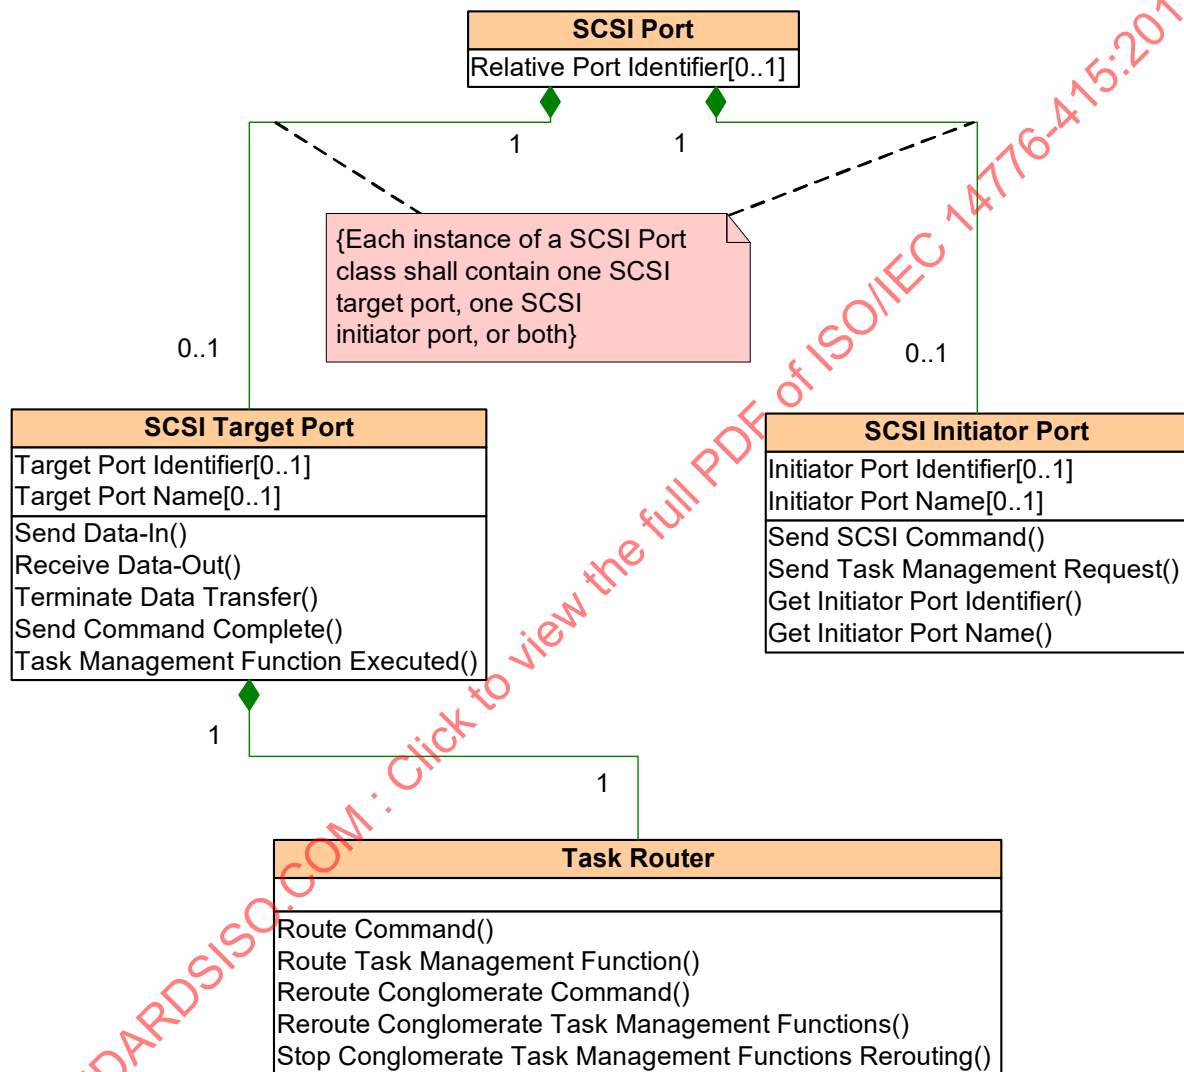 SCSI Port
Relative Port Identifier[0..1]
1
1
{Each instance of a SCSI Port
class shall contain one SCSI
target port, one SCSI
initiator port, or both}
0..1
0..1
SCSI Target Port
Target Port Identifier[0..1]
Target Port Name[0..1]
Send Data-In()
Receive Data-Out()
Terminate Data Transfer()
Send Command Complete()
Task Management Function Executed()
SCSI Initiator Port
Initiator Port Identifier[0..1]
Initiator Port Name[0..1]
Send SCSI Command()
Send Task Management Request()
Get Initiator Port Identifier()
Get Initiator Port Name()
1
1
Task Router
Route Command()
Route Task Management Function()
Reroute Conglomerate Command()
Reroute Conglomerate Task Management Functions()
Stop Conglomerate Task Management Functions Rerouting()
NDARDSISO.COM : Click to view the full PDF of ISO/IEC 14776-415:201